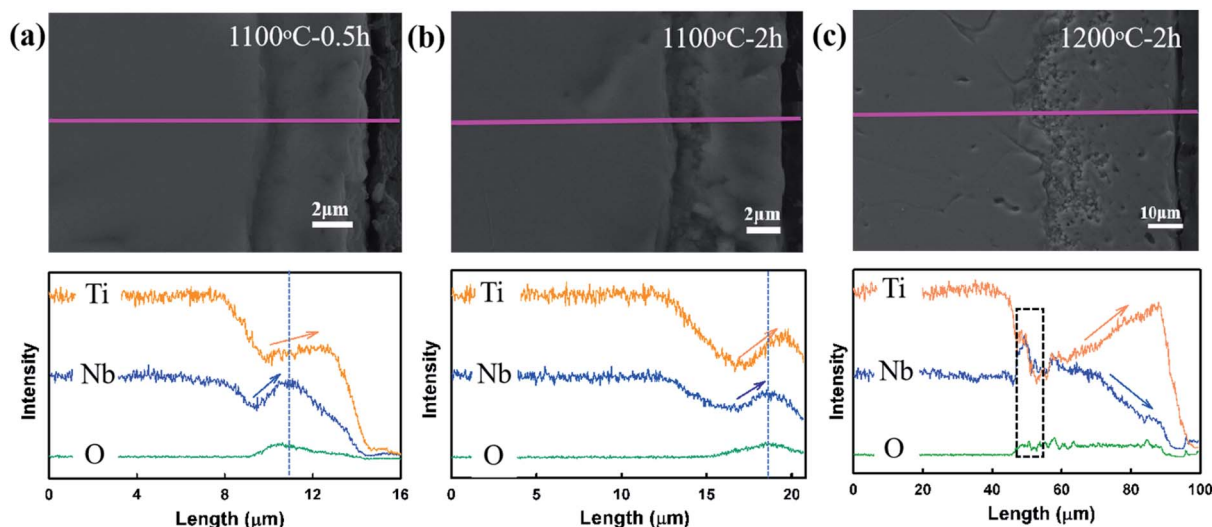 (a) 1100°C-0.5h
2μm
(b) 1100°C-2h
2μm
(c) 1200°C-2h
10μm
Intensity
Ti
Nb
O
0 4 8 12 16
Length (μm)
Intensity
Ti
Nb
O
0 5 10 15 20
Length (μm)
Intensity
Ti
Nb
O
0 20 40 60 80 100
Length (μm)